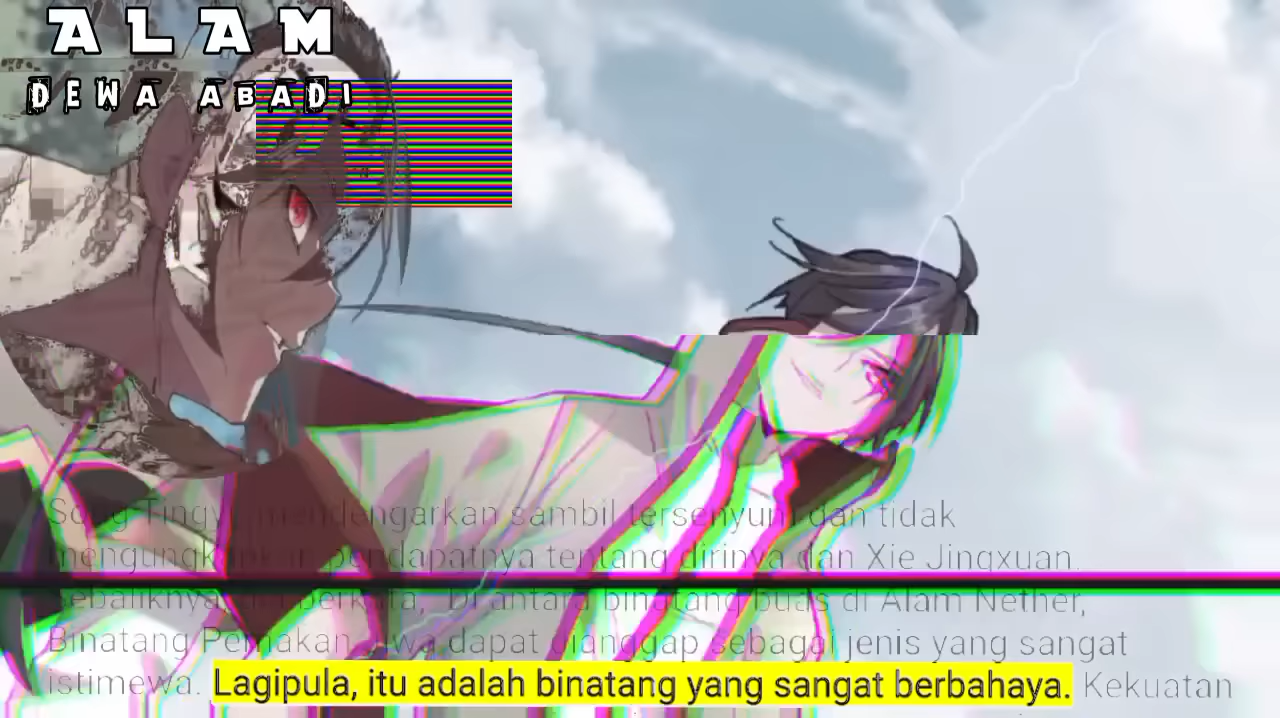 ALAM
DEWA ABADI
Song Tingyu mendengarkan sambil tersenyum dan tidak
mengungkapkan pendapatnya tentang dirinya dan Xie Jingxuan.
Sebaliknya, dia berkata, "Di antara binatang buas di Alam Nether,
Binatang Pemakan Jiwa dapat dianggap sebagai jenis yang sangat
istimewa. Lagipula, itu adalah binatang yang sangat berbahaya. Kekuatan